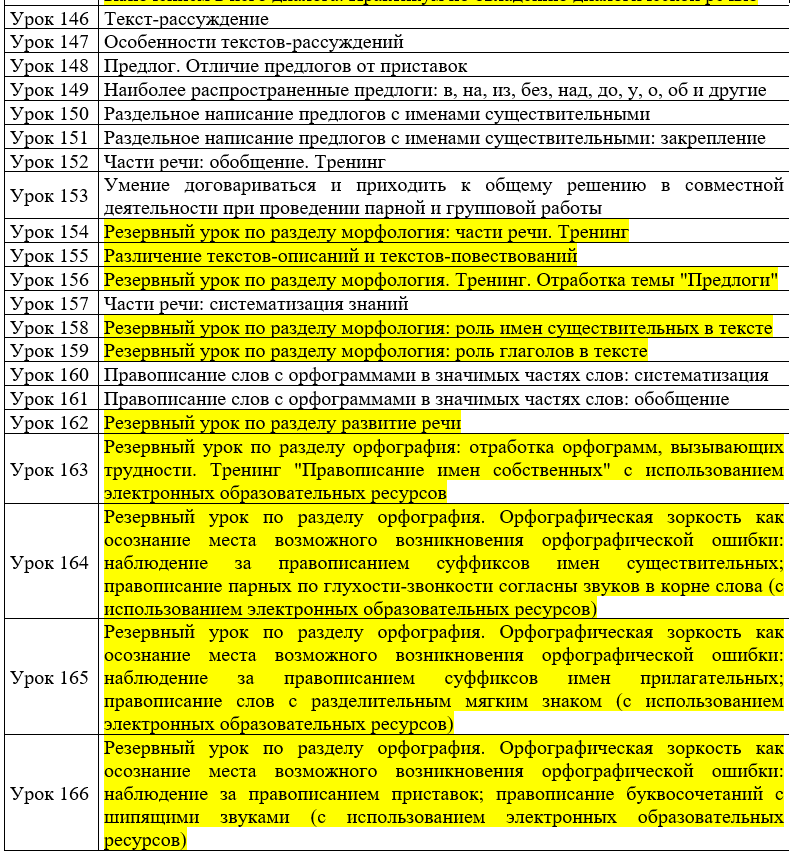 Урок 146 Текст-рассуждение
Урок 147 Особенности текстов-рассуждений
Урок 148 Предлог. Отличие предлогов от приставок
Урок 149 Наиболее распространенные предлоги: в, на, из, без, над, до, у, о, об и другие
Урок 150 Раздельное написание предлогов с именами существительными
Урок 151 Раздельное написание предлогов с именами существительными: закрепление
Урок 152 Части речи: обобщение. Тренинг
Урок 153 Умение договариваться и приходить к общему решению в совместной
деятельности при проведении парной и групповой работы
Урок 154 Резервный урок по разделу морфология: части речи. Тренинг
Урок 155 Различение текстов-описаний и текстов-повествований
Урок 156 Резервный урок по разделу морфология. Тренинг. Отработка темы "Предлоги"
Урок 157 Части речи: систематизация знаний
Урок 158 Резервный урок по разделу морфология: роль имен существительных в тексте
Урок 159 Резервный урок по разделу морфология: роль глаголов в тексте
Урок 160 Правописание слов с орфограммами в значимых частях слов: систематизация
Урок 161 Правописание слов с орфограммами в значимых частях слов: обобщение
Урок 162 Резервный урок по разделу развитие речи
Урок 163 Резервный урок по разделу орфография: отработка орфограмм, вызывающих
трудности. Тренинг "Правописание имен собственных" с использованием
электронных образовательных ресурсов
Урок 164 Резервный урок по разделу орфография. Орфографическая зоркость как
осознание места возможного возникновения орфографической ошибки:
наблюдение за правописанием суффиксов имен существительных;
правописание парных по глухости-звонкости согласны звуков в корне слова (с
использованием электронных образовательных ресурсов)
Урок 165 Резервный урок по разделу орфография. Орфографическая зоркость как
осознание места возможного возникновения орфографической ошибки:
наблюдение за правописанием суффиксов имен прилагательных;
правописание слов с разделительным мягким знаком (с использованием
электронных образовательных ресурсов)
Урок 166 Резервный урок по разделу орфография. Орфографическая зоркость как
осознание места возможного возникновения орфографической ошибки:
наблюдение за правописанием приставок; правописание буквосочетаний с
шипящими звуками (с использованием электронных образовательных
ресурсов)